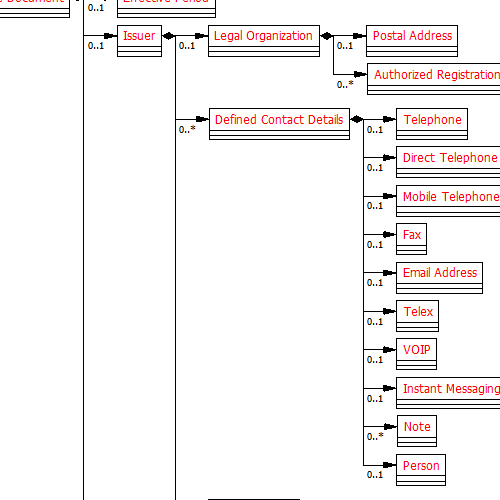 Document
0..1 Effective Period
0..1 Issuer 0..1 Legal Organization 0..1 Postal Address
0..* Authorized Registration
0..* Defined Contact Details 0..1 Telephone
0..1 Direct Telephone
0..1 Mobile Telephone
0..1 Fax
0..1 Email Address
0..1 Telex
0..1 VOIP
0..1 Instant Messaging
0..* Note
0..1 Person